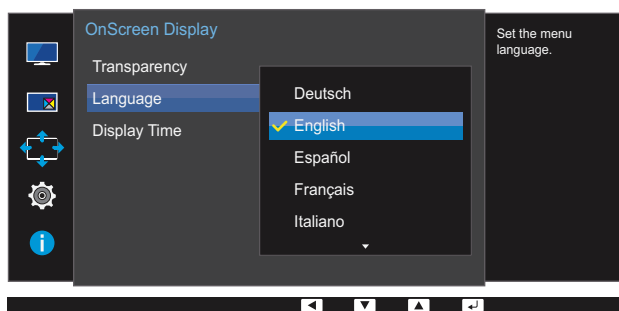 OnScreen Display
Transparency
Language
Display Time
Deutsch
English
Español
Français
Italiano
Set the menu
language.